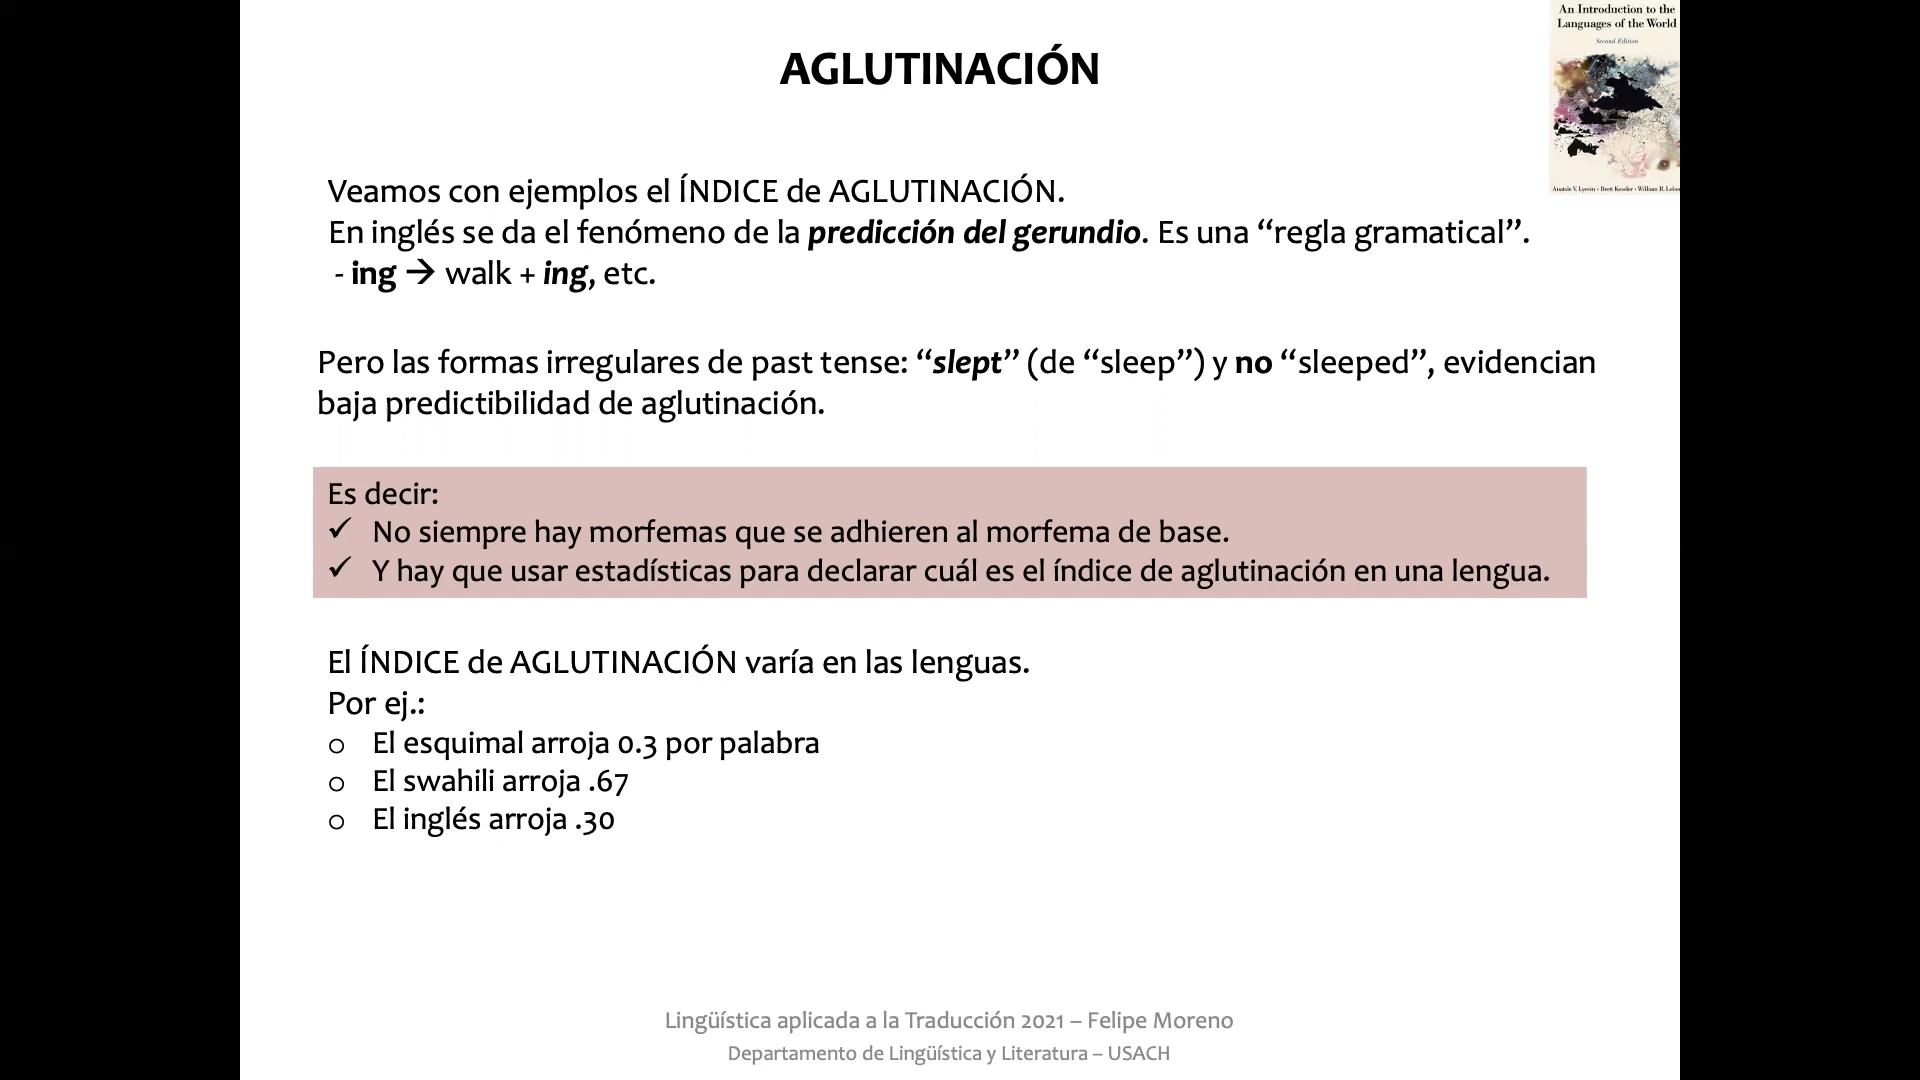 An Introduction to the
Languages of the World
Second Edition
Anatole V. Lyovin • Brett Kessler • William R. Leben
AGLUTINACIÓN
Veamos con ejemplos el ÍNDICE de AGLUTINACIÓN.
En inglés se da el fenómeno de la predicción del gerundio. Es una “regla gramatical”.
- ing → walk + ing, etc.
Pero las formas irregulares de past tense: “slept” (de “sleep”) y no “sleeped”, evidencian
baja predictibilidad de aglutinación.
Es decir:
✓ No siempre hay morfemas que se adhieren al morfema de base.
✓ Y hay que usar estadísticas para declarar cuál es el índice de aglutinación en una lengua.
El ÍNDICE de AGLUTINACIÓN varía en las lenguas.
Por ej.:
o El esquimal arroja 0.3 por palabra
o El swahili arroja .67
o El inglés arroja .30
Lingüística aplicada a la Traducción 2021 – Felipe Moreno
Departamento de Lingüística y Literatura – USACH